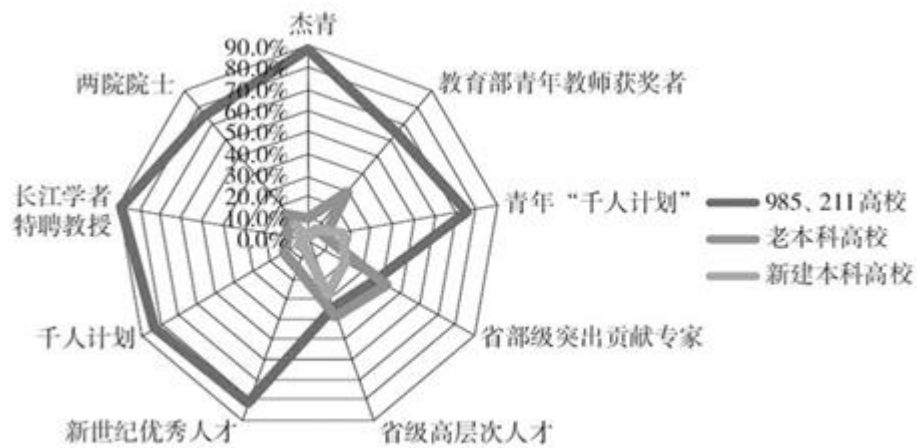 杰青
90.0%
80.0%
70.0%
60.0%
50.0%
40.0%
30.0%
20.0%
10.0%
0.0%
两院院士
教育部青年教师获奖者
长江学者
特聘教授
青年“千人计划”
985、211高校
老本科高校
新建本科高校
千人计划
省部级突出贡献专家
新世纪优秀人才
省级高层次人才